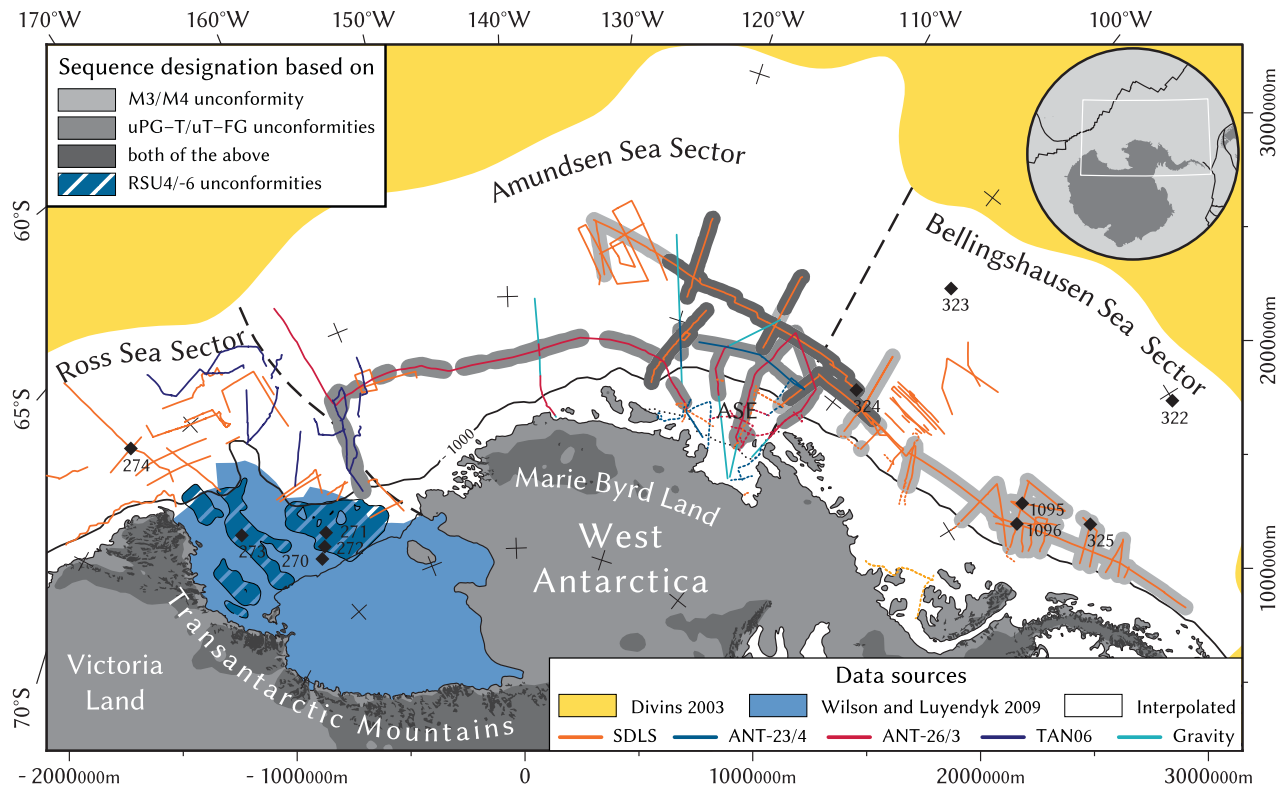 170°W 160°W 150°W 140°W 130°W 120°W 110°W 100°W
Sequence designation based on
M3/M4 unconformity
uPG–T/uT–FG unconformities
both of the above
RSU4/-6 unconformities
60°S
65°S
70°S
3000000m
2000000m
1000000m
Amundsen Sea Sector
Bellingshausen Sea Sector
Ross Sea Sector
323
322
324
ASE
274
- 1000
273
270
271
272
1095
1096
325
Marie Byrd Land
West
Antarctica
Transantarctic Mountains
Victoria
Land
Data sources
Divins 2003 Wilson and Luyendyk 2009 Interpolated
SDLS ANT-23/4 ANT-26/3 TAN06 Gravity
- 2000000m - 1000000m 0 1000000m 2000000m 3000000m